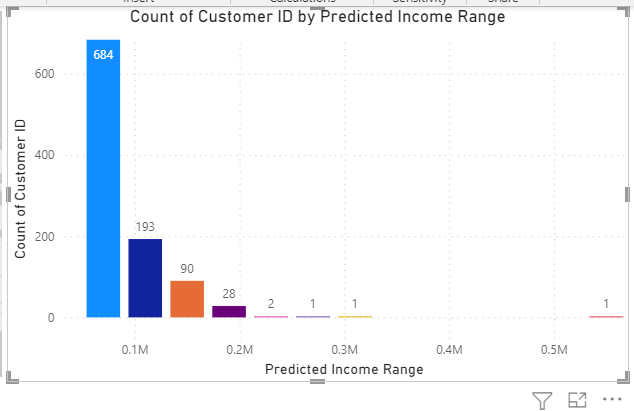 Insert Calculations Sensitivity Share
Count of Customer ID by Predicted Income Range
684
600
400
200
0
Count of Customer ID
193
90
28
2
1
1
1
0.1M 0.2M 0.3M 0.4M 0.5M
Predicted Income Range